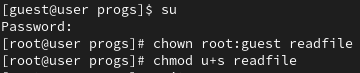 [guest@user progs]$ su
Password:
[root@user progs]# chown root:guest readfile
[root@user progs]# chmod u+s readfile